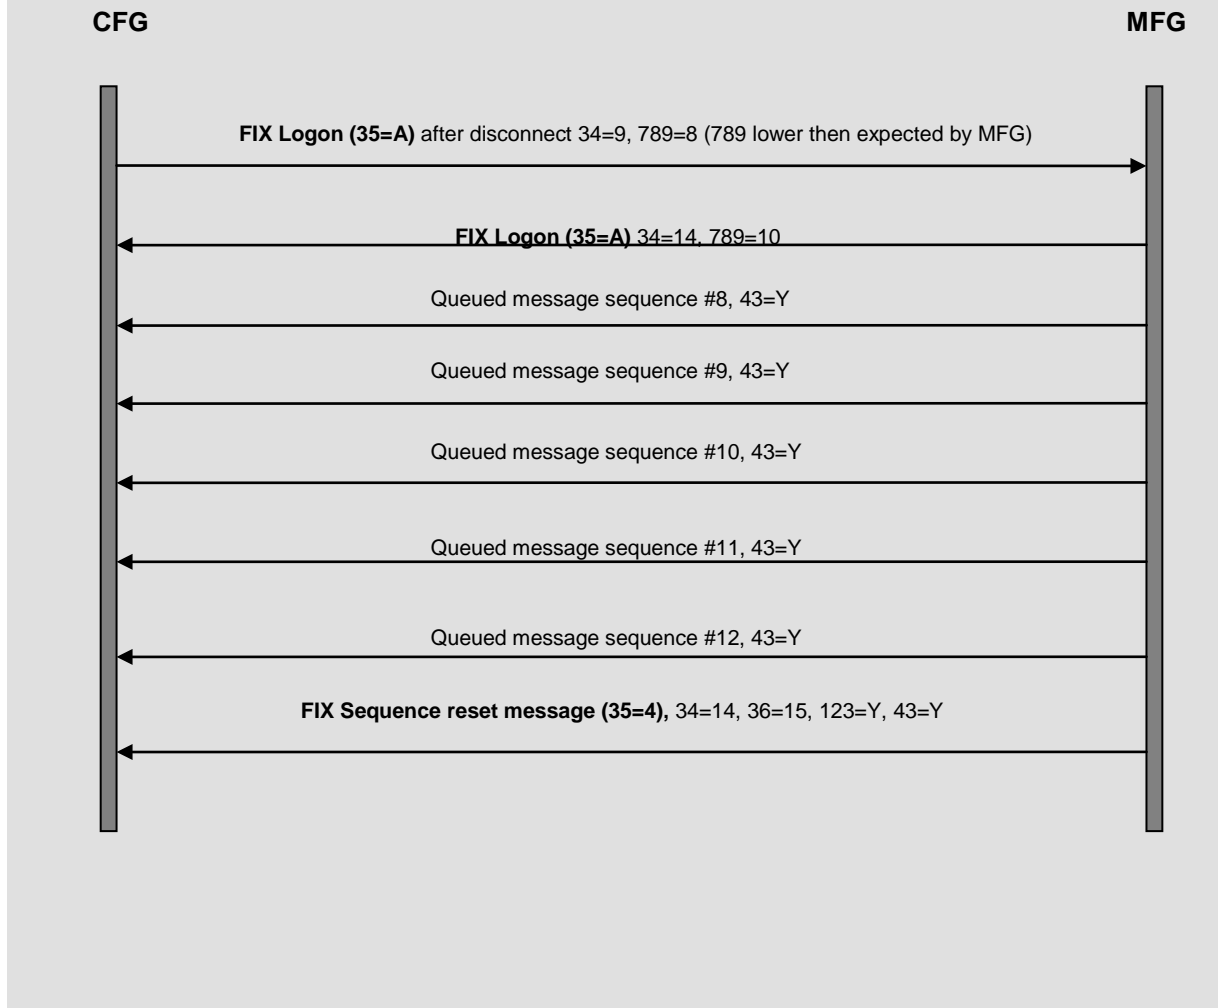 CFG MFG
FIX Logon (35=A) after disconnect 34=9, 789=8 (789 lower then expected by MFG)
FIX Logon (35=A) 34=14, 789=10
Queued message sequence #8, 43=Y
Queued message sequence #9, 43=Y
Queued message sequence #10, 43=Y
Queued message sequence #11, 43=Y
Queued message sequence #12, 43=Y
FIX Sequence reset message (35=4), 34=14, 36=15, 123=Y, 43=Y